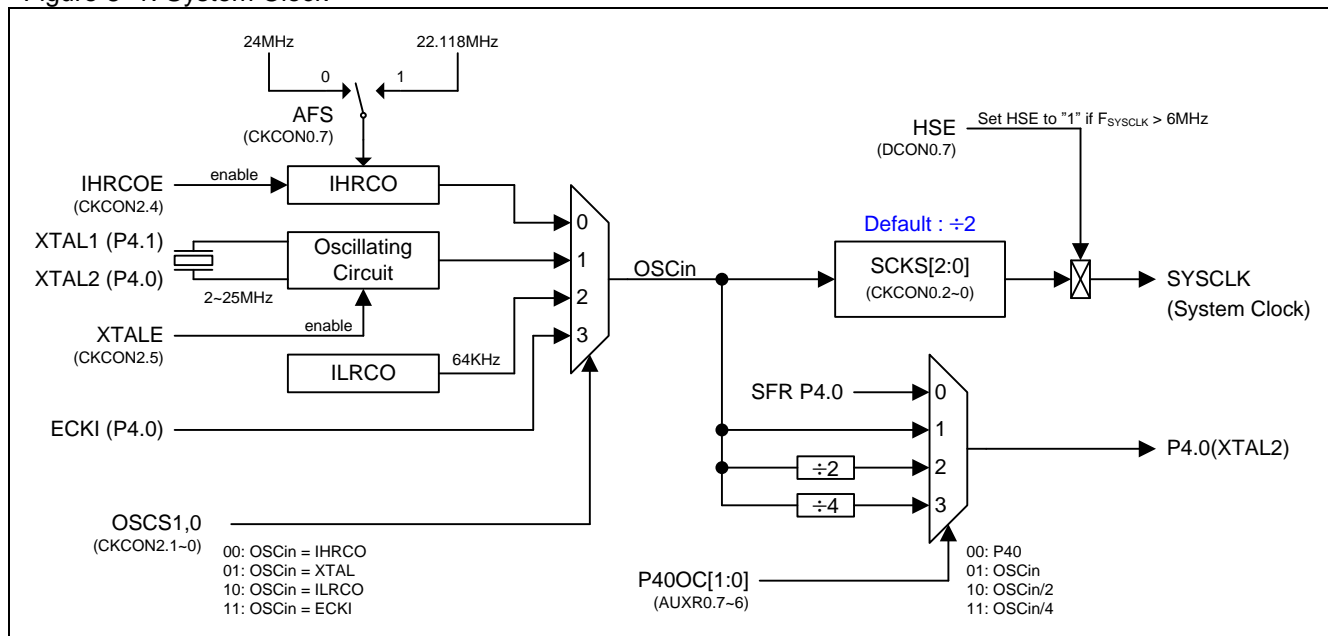 24MHz
22.118MHz
0
1
AFS
(CKCON0.7)
HSE
(DCON0.7)
Set HSE to "1" if FSYSCLK > 6MHz
IHRCOE
(CKCON2.4)
enable
IHRCO
XTAL1 (P4.1)
XTAL2 (P4.0)
2~25MHz
Oscillating
Circuit
XTALE
(CKCON2.5)
enable
ILRCO
64KHz
ECKI (P4.0)
0
1
2
3
OSCin
Default : ÷2
SCKS[2:0]
(CKCON0.2~0)
SYSCLK
(System Clock)
SFR P4.0
÷2
÷4
0
1
2
3
P4.0(XTAL2)
OSCS1,0
(CKCON2.1~0)
00: OSCin = IHRCO
01: OSCin = XTAL
10: OSCin = ILRCO
11: OSCin = ECKI
P40OC[1:0]
(AUXR0.7~6)
00: P40
01: OSCin
10: OSCin/2
11: OSCin/4